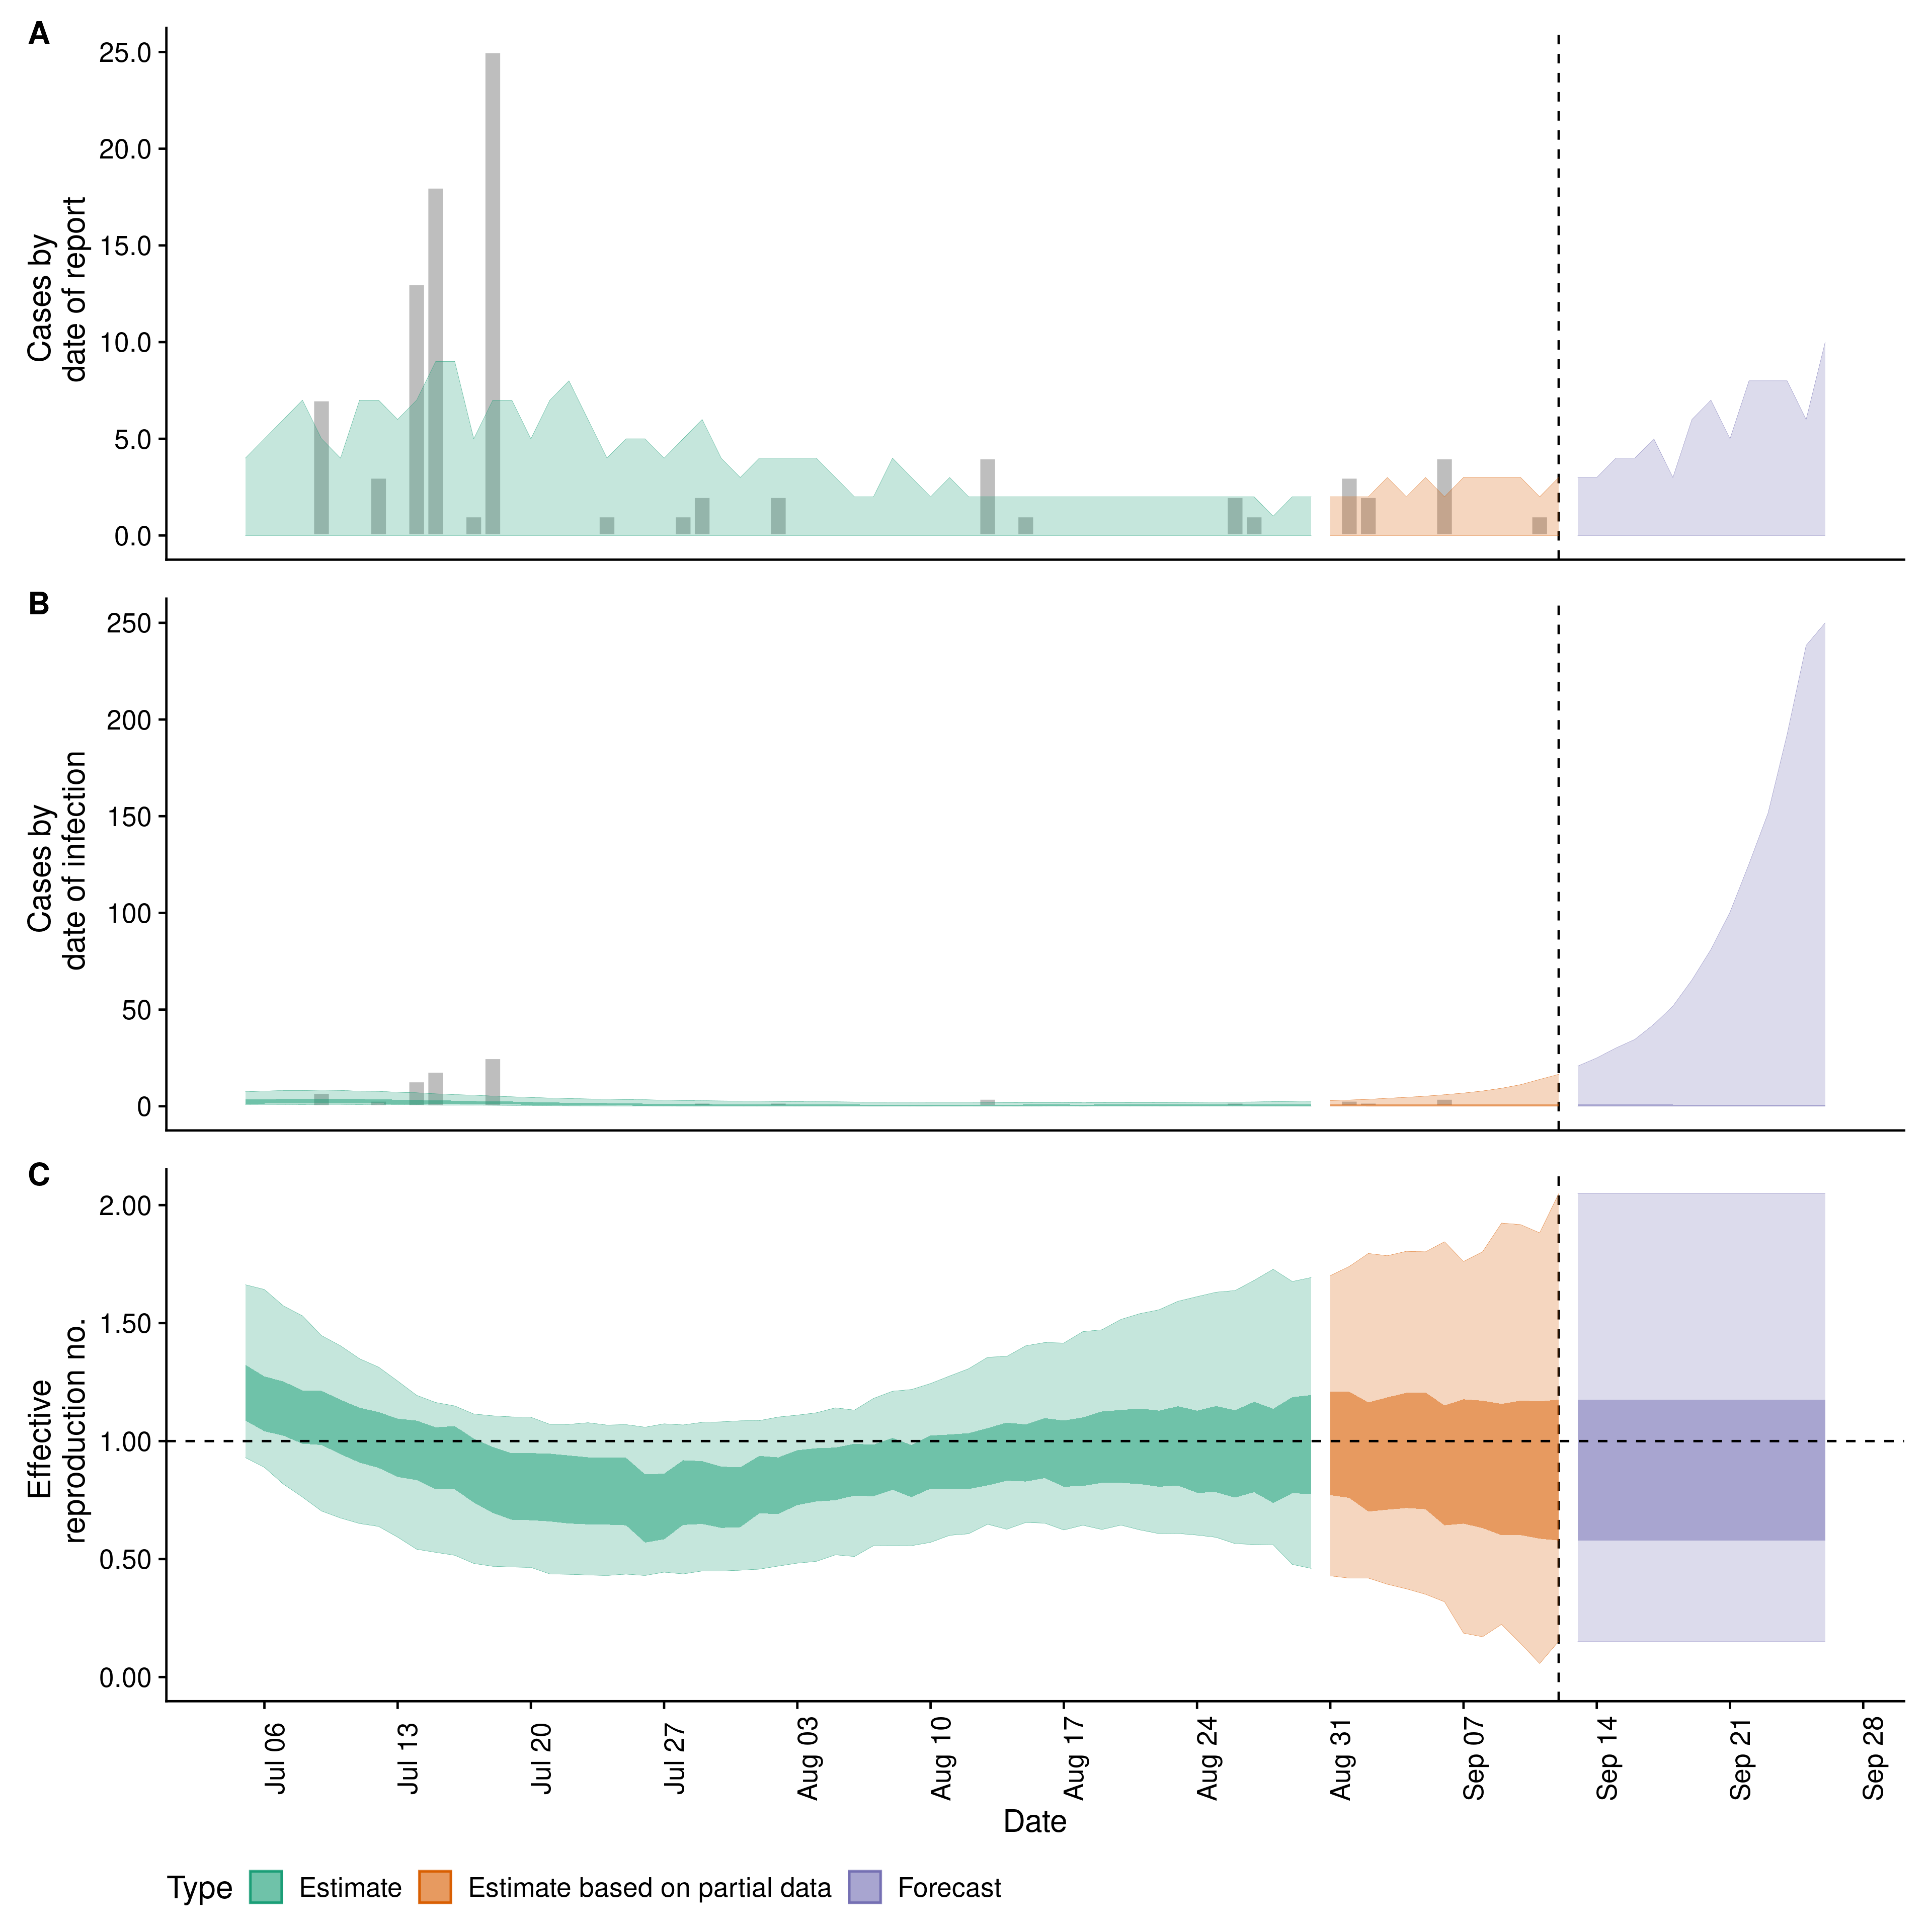 A
25.0
20.0
15.0
10.0
5.0
0.0
Cases by
date of report
B
250
200
150
100
50
0
Cases by
date of infection
C
2.00
1.50
1.00
0.50
0.00
Effective
reproduction no.
Jul 06
Jul 13
Jul 20
Jul 27
Aug 03
Aug 10
Aug 17
Aug 24
Aug 31
Sep 07
Sep 14
Sep 21
Sep 28
Date
Type Estimate Estimate based on partial data Forecast